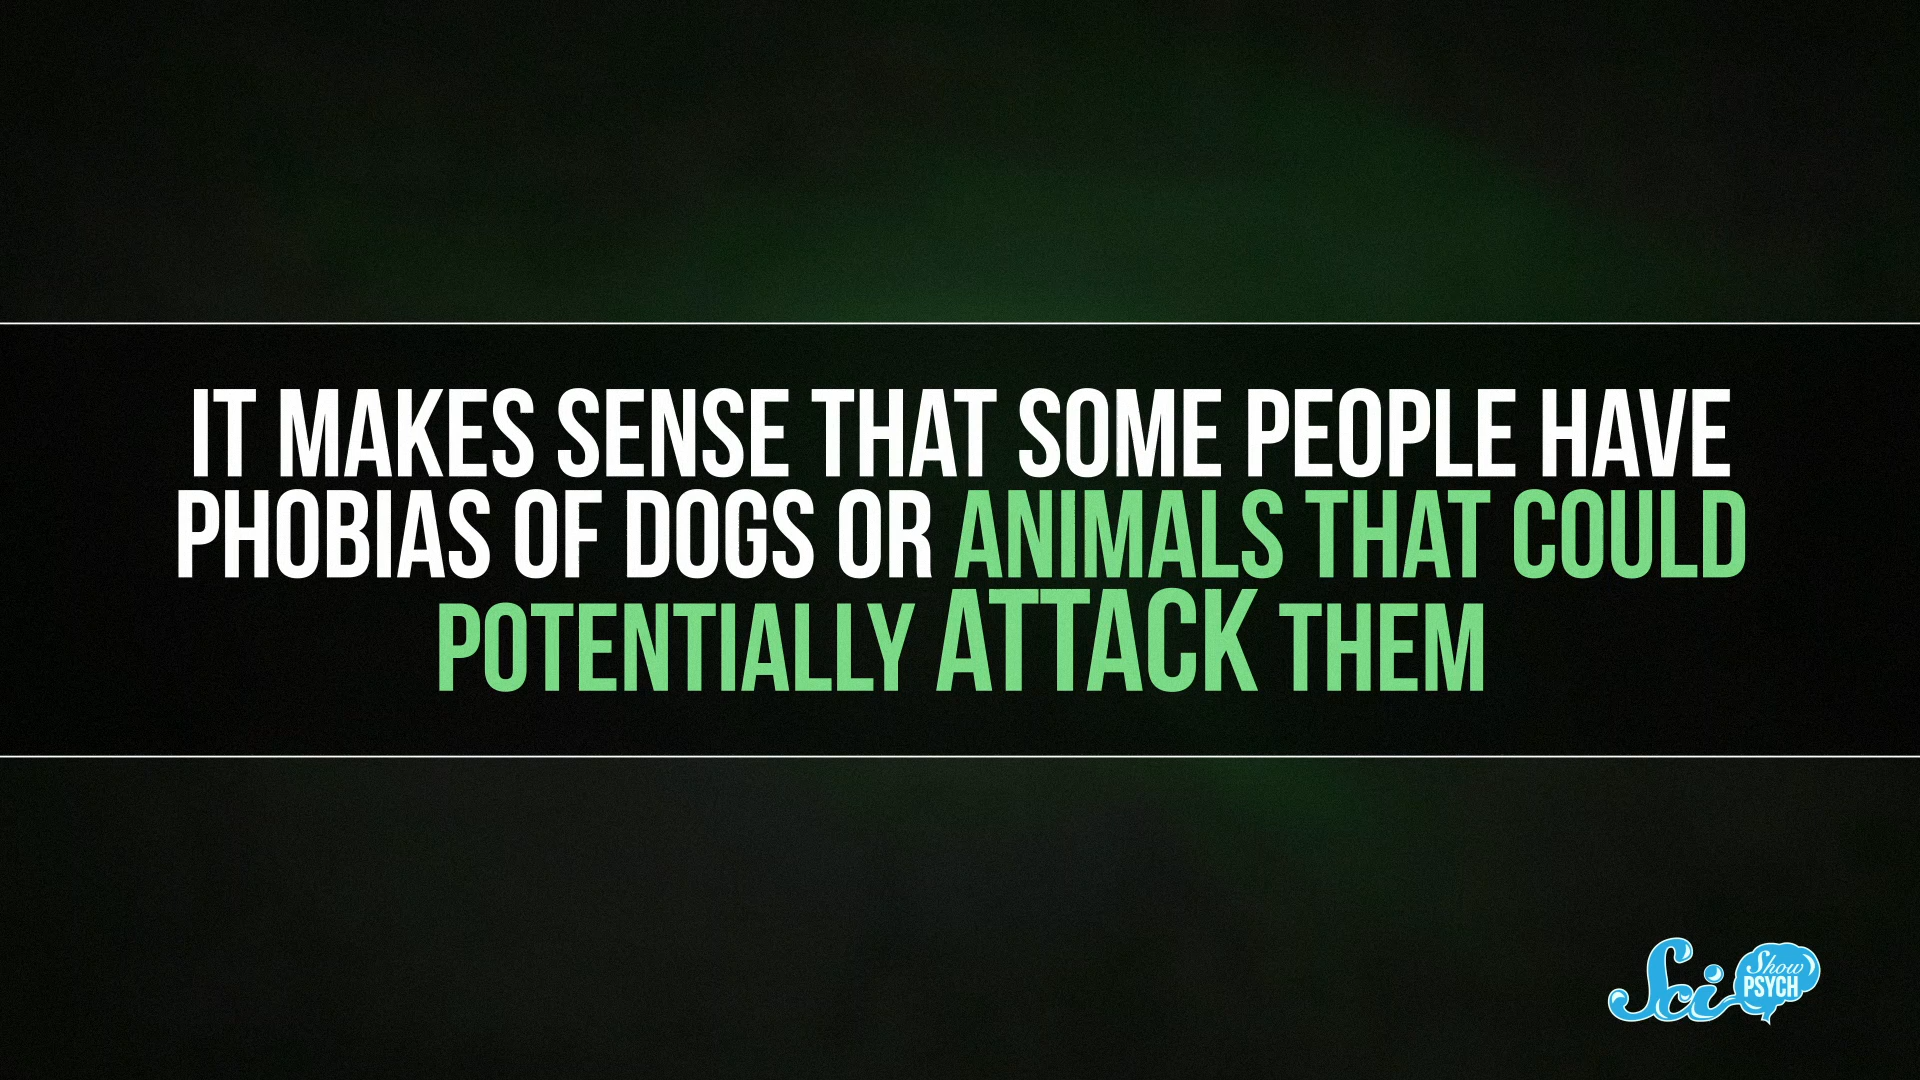 IT MAKES SENSE THAT SOME PEOPLE HAVE
PHOBIAS OF DOGS OR ANIMALS THAT COULD
POTENTIALLY ATTACK THEM
Sci Show
PSYCH